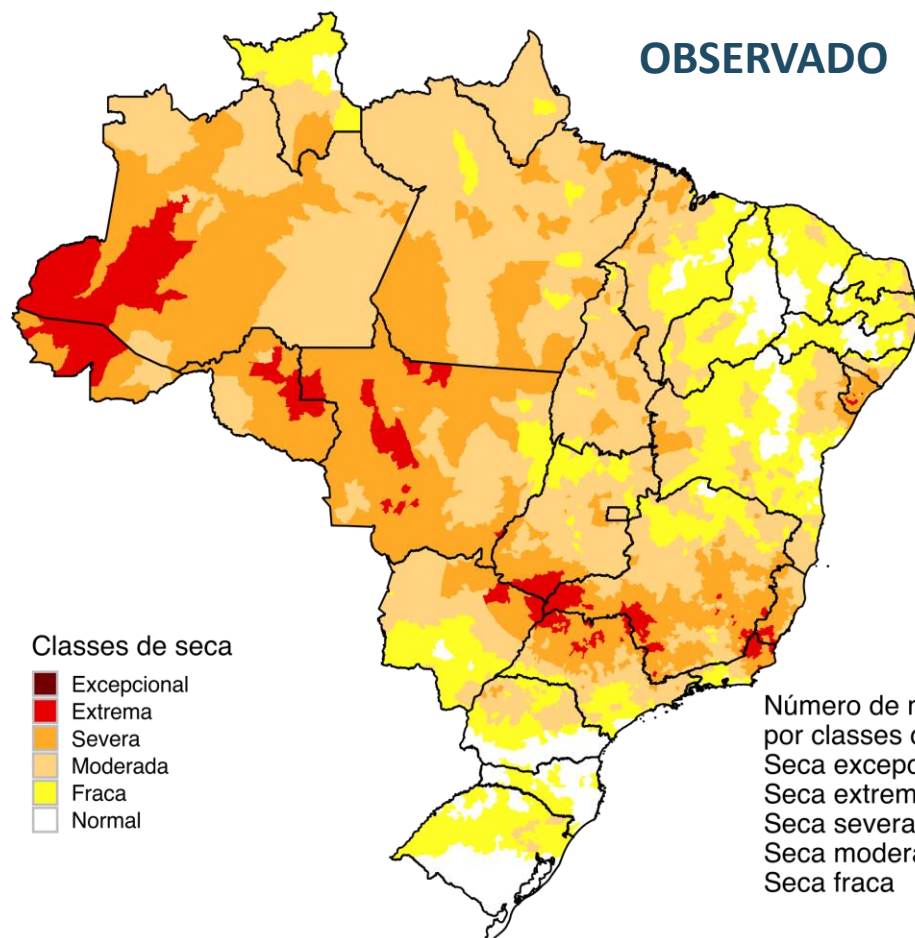 OBSERVADO
Classes de seca
Excepcional
Extrema
Severa
Moderada
Fraca
Normal
Número de
por classes
Seca
Seca
Seca severa
Seca
Seca fraca